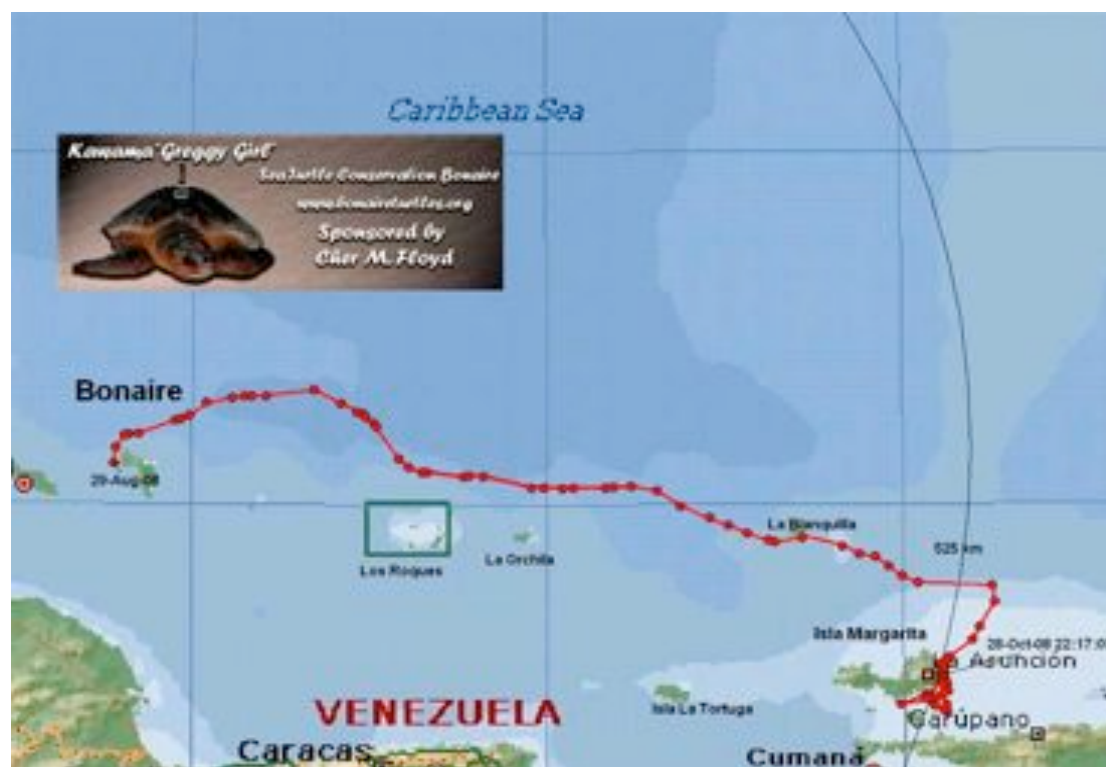 Caribbean Sea
Kawama "Greggy Girl"
Sea Turtle Conservation Bonaire
www.bonaireturtles.org
Sponsored by
Cher M. Floyd
Bonaire
29-Aug-08
La Blanquilla
525 km
La Orchila
Los Roques
Isla Margarita
28-Oct-08 22:17:0
La Asunción
Isla La Tortuga
VENEZUELA
Carúpano
Caracas
Cumaná